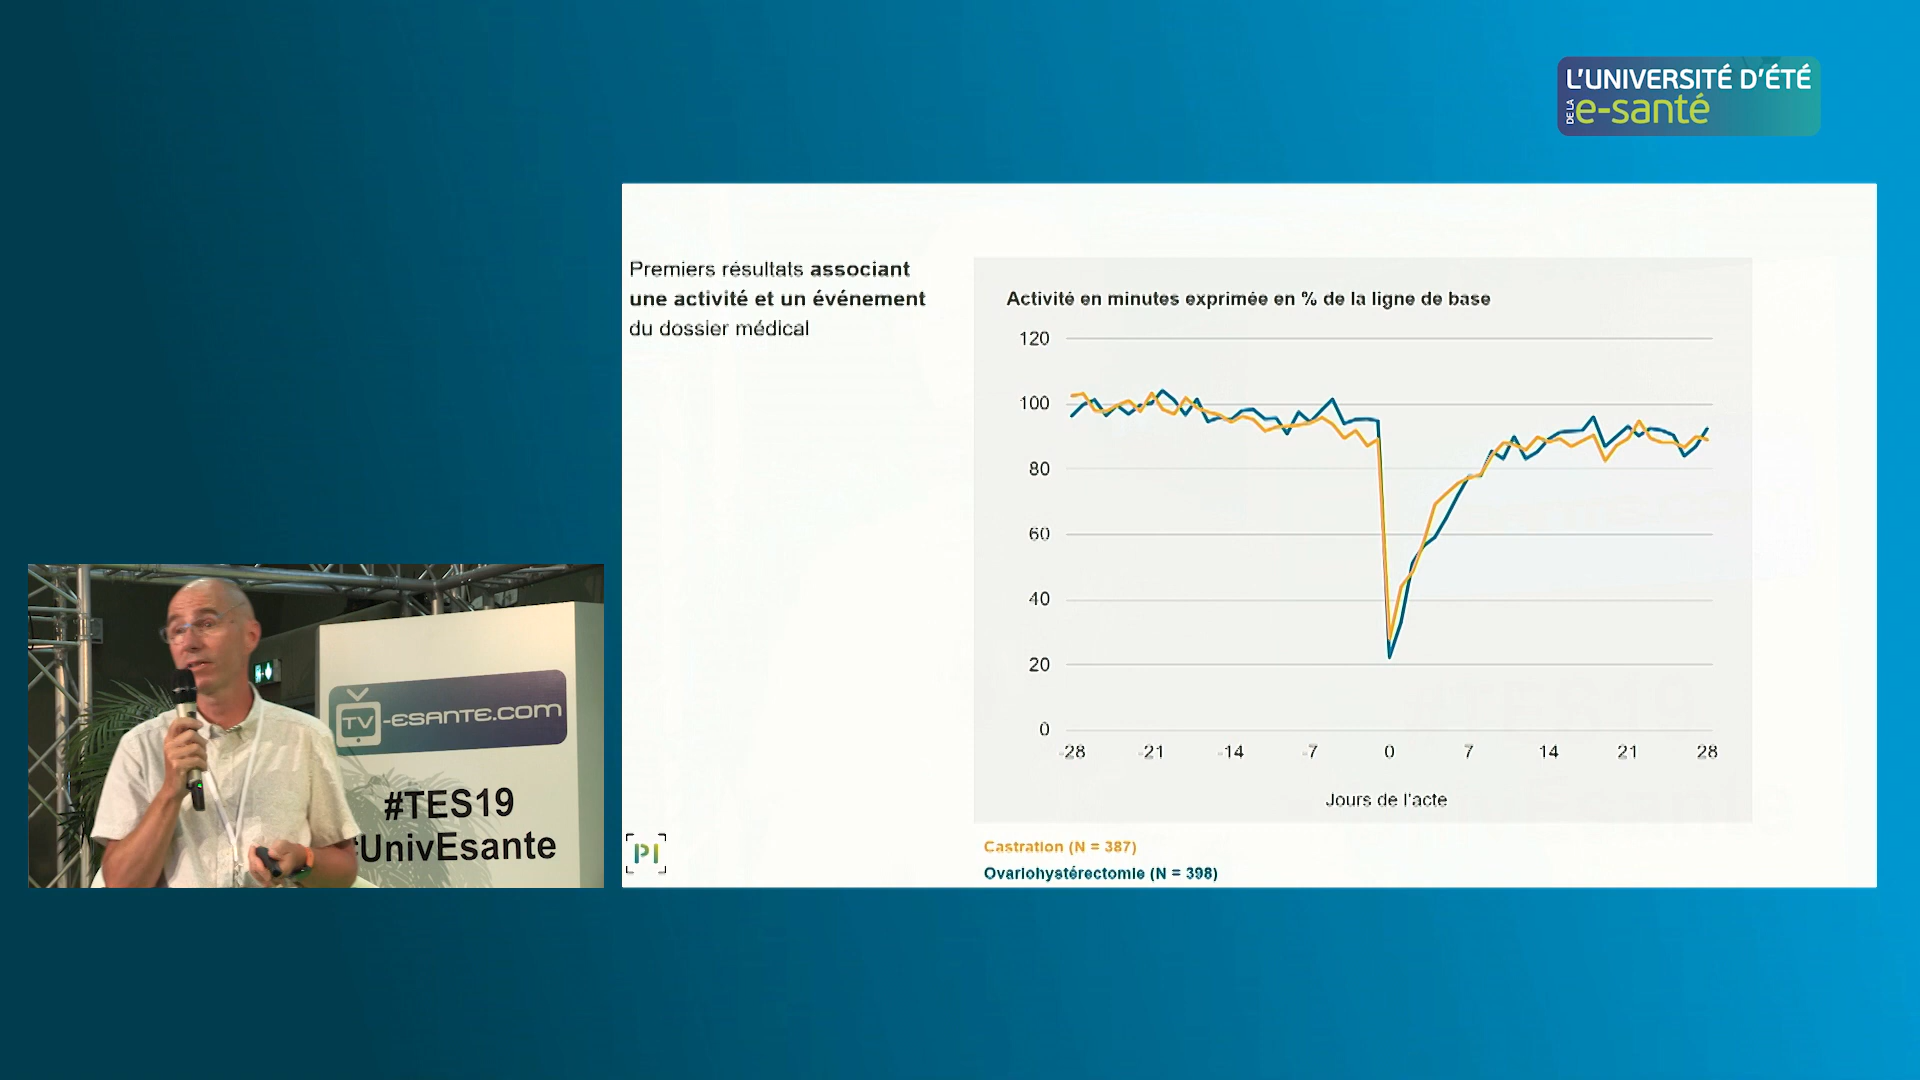 L'UNIVERSITÉ D'ÉTÉ
DE LA e-santé
Premiers résultats associant
une activité et un événement
du dossier médical
Activité en minutes exprimée en % de la ligne de base
120
100
80
60
40
20
0
-28 -21 -14 -7 0 7 14 21 28
Jours de l'acte
Castration (N = 387)
Ovariohystérectomie (N = 398)
PI
TV-ESANTE.COM
#TES19
#UnivEsante